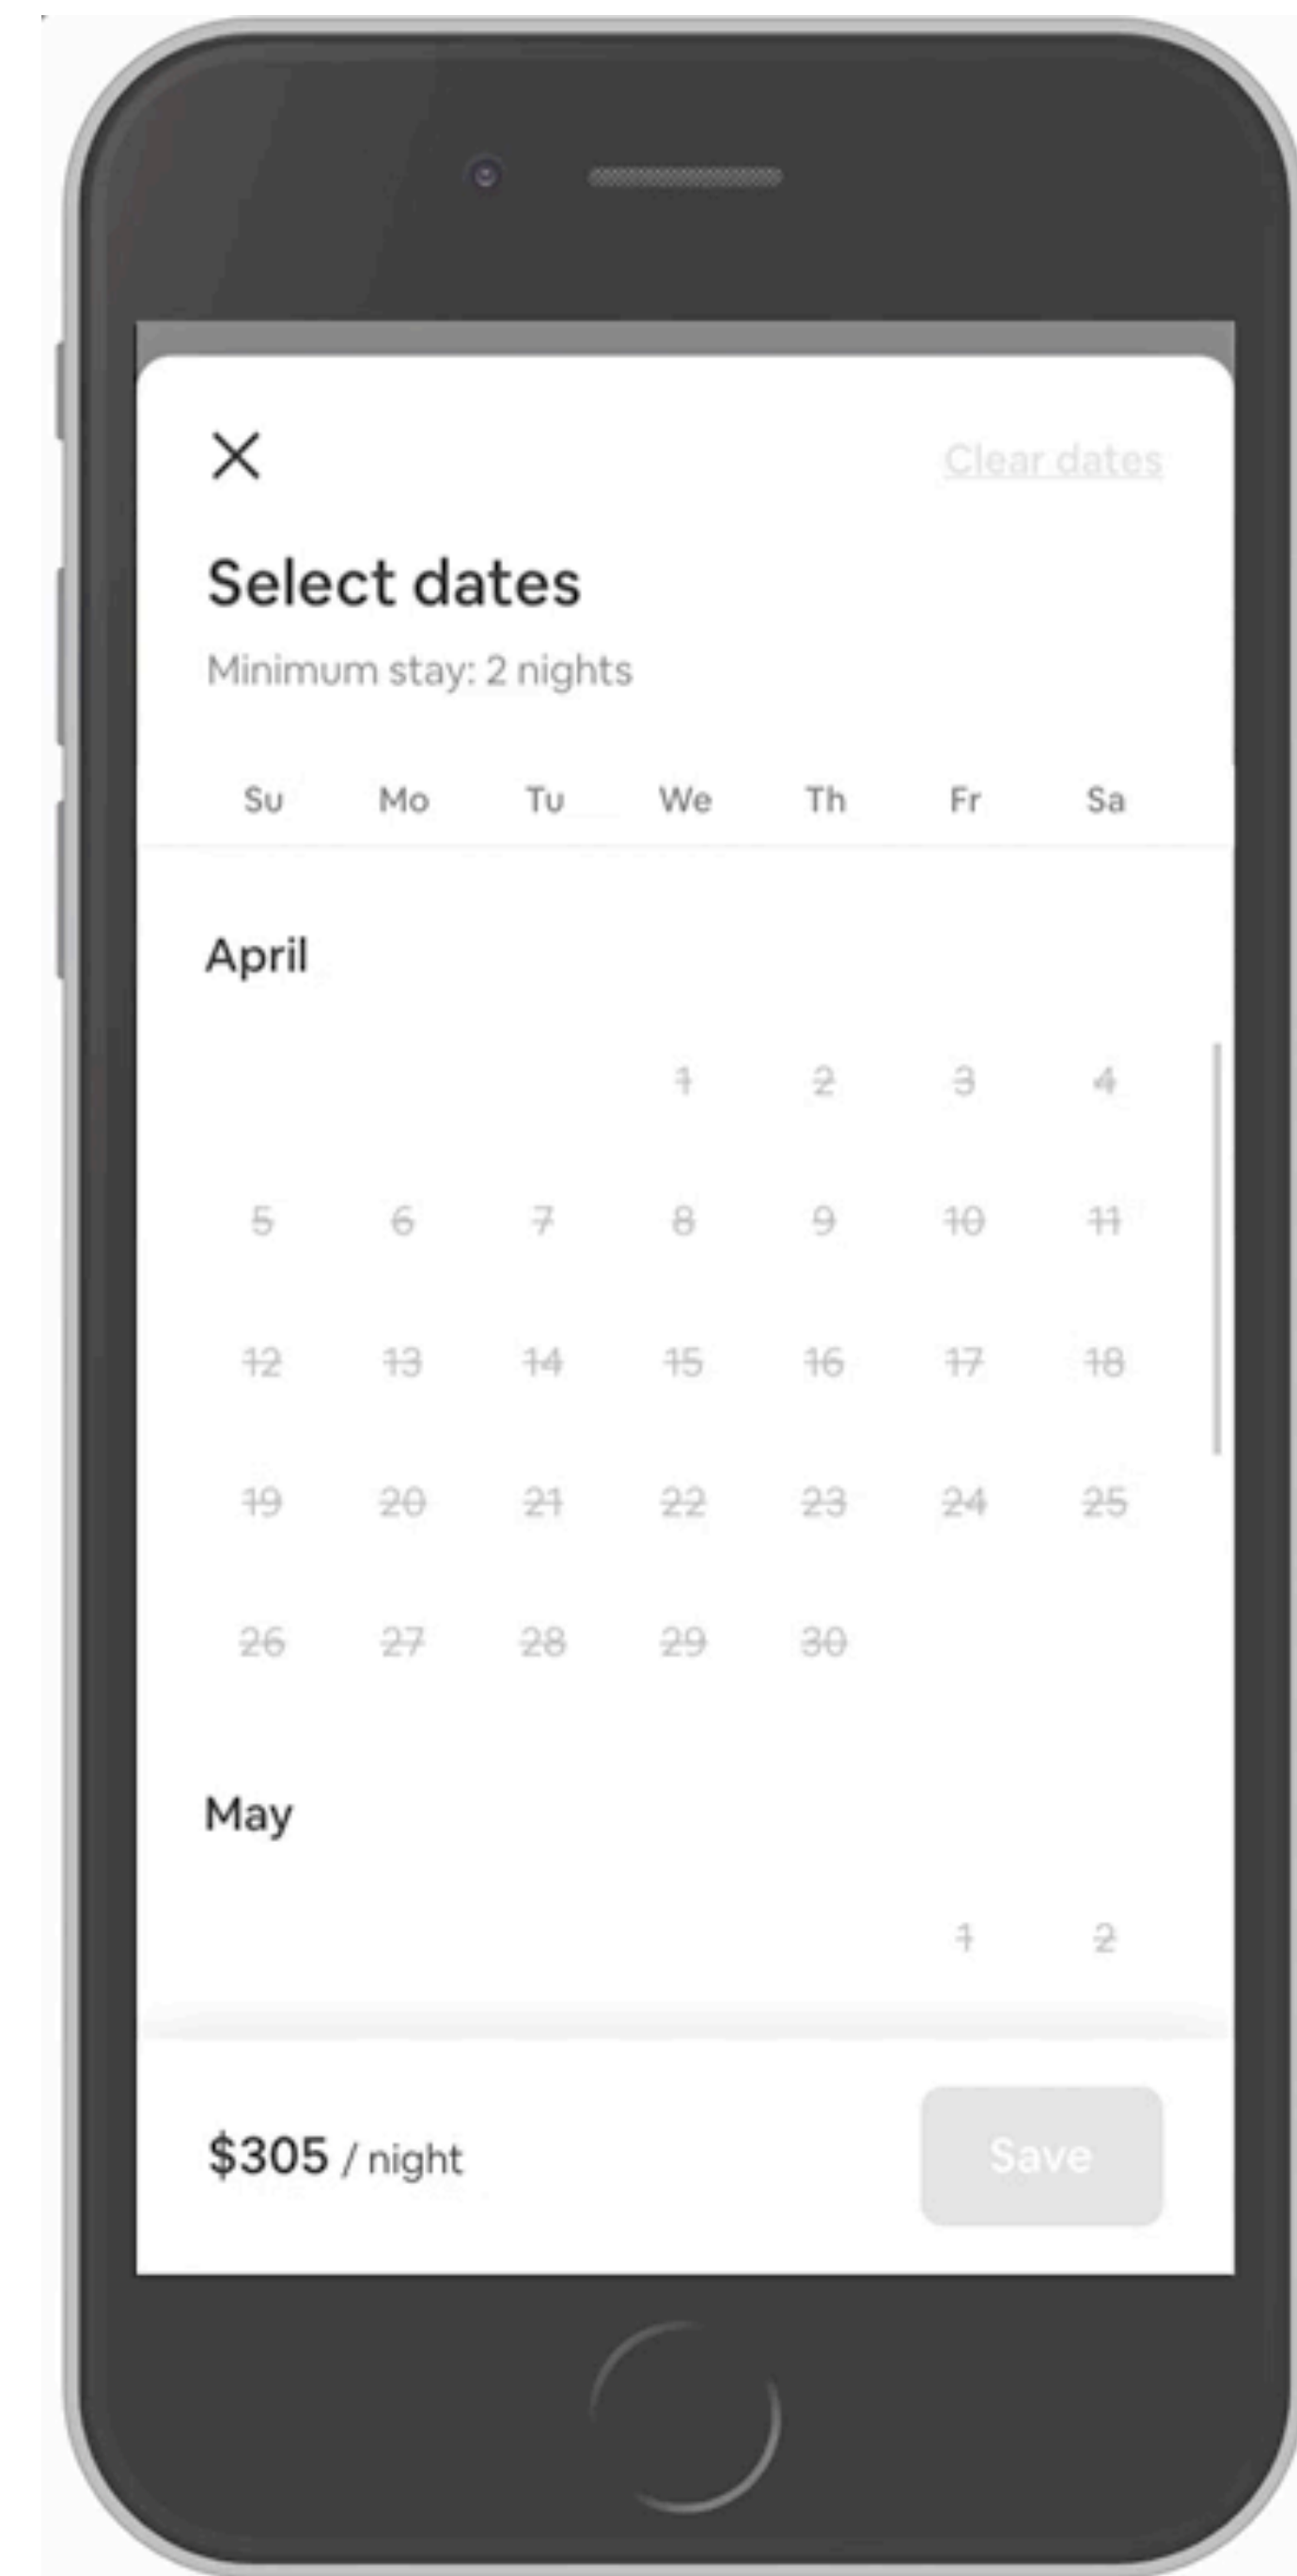 Clear dates
Select dates
Minimum stay: 2 nights
Su Mo Tu We Th Fr Sa
April
1 2 3 4
5 6 7 8 9 10 11
12 13 14 15 16 17 18
19 20 21 22 23 24 25
26 27 28 29 30
May
1 2
$305 / night Save